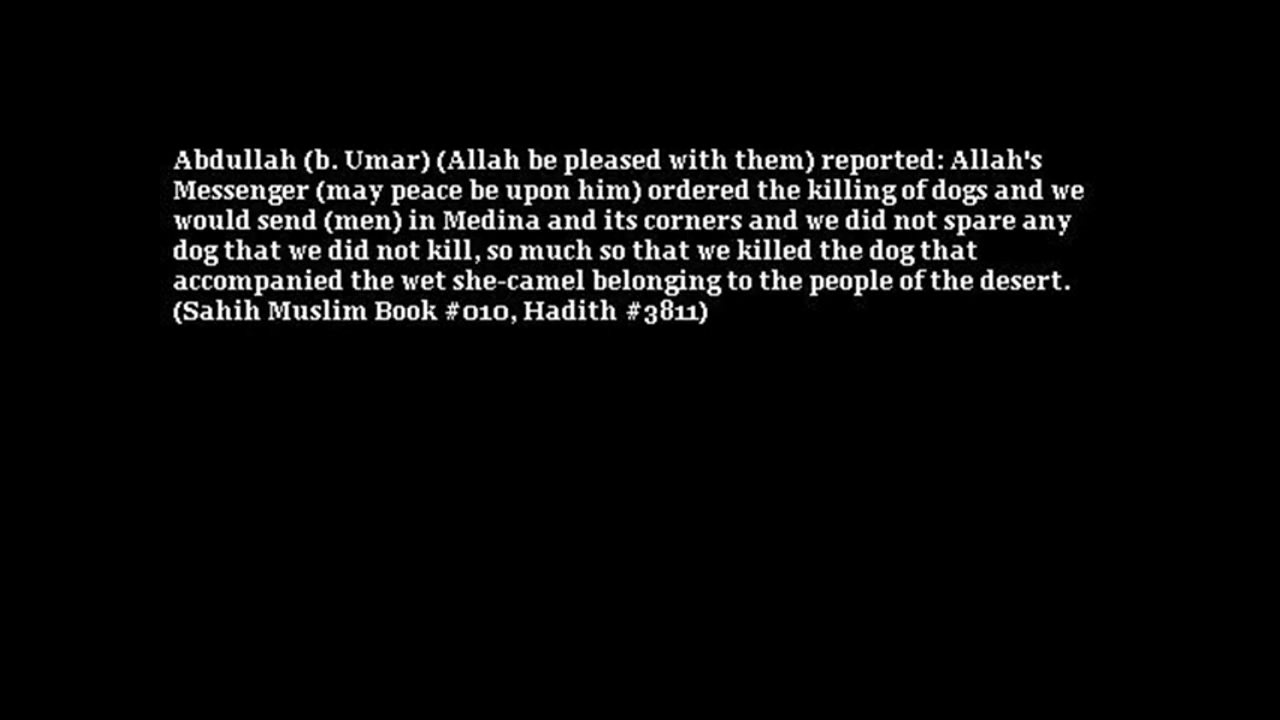 Abdullah (b. Umar) (Allah be pleased with them) reported: Allah's
Messenger (may peace be upon him) ordered the killing of dogs and we
would send (men) in Medina and its corners and we did not spare any
dog that we did not kill, so much so that we killed the dog that
accompanied the wet she-camel belonging to the people of the desert.
(Sahih Muslim Book #010, Hadith #3811)